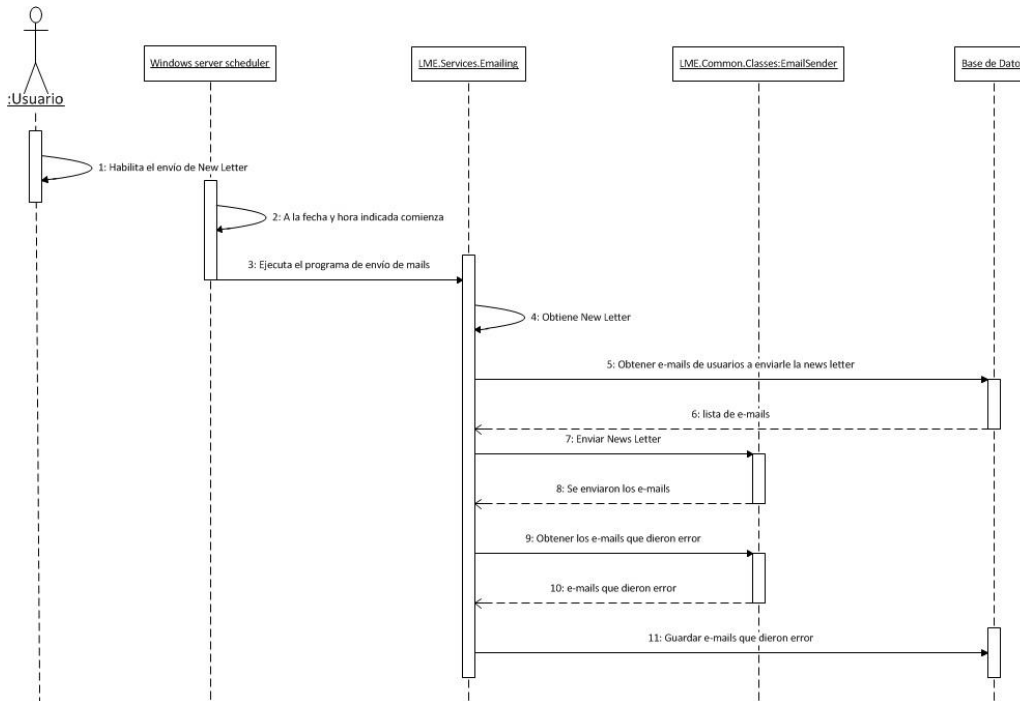 :Usuario
Windows server scheduler
LME.Services.Emailing
LME.Common.Classes:EmailSender
Base de Dato
1: Habilita el envío de New Letter
2: A la fecha y hora indicada comienza
3: Ejecuta el programa de envío de mails
4: Obtiene New Letter
5: Obtener e-mails de usuarios a enviarle la news letter
6: lista de e-mails
7: Enviar News Letter
8: Se enviaron los e-mails
9: Obtener los e-mails que dieron error
10: e-mails que dieron error
11: Guardar e-mails que dieron error